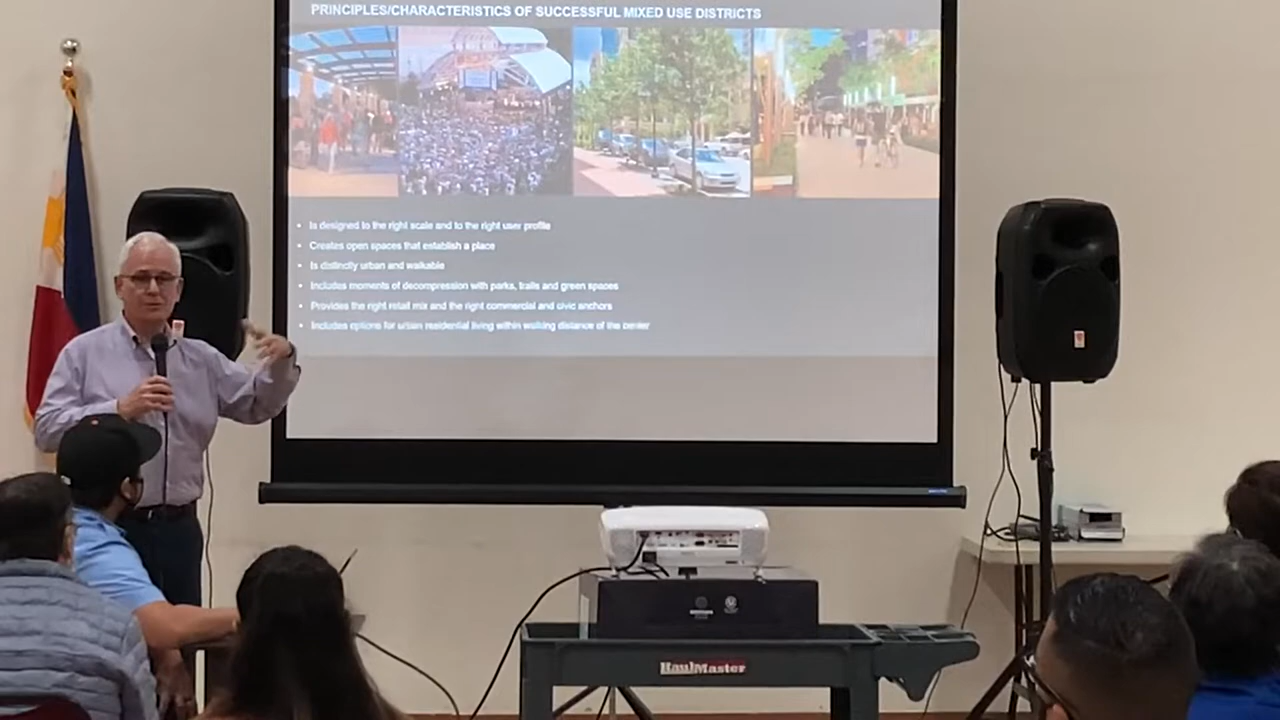 PRINCIPLES/CHARACTERISTICS OF SUCCESSFUL MIXED USE DISTRICTS
• Is designed to the right scale and to the right user profile
• Creates open spaces that establish a place
• Is distinctly urban and walkable
• Includes moments of decompression with parks, trails and green spaces
• Provides the right retail mix and the right commercial and civic anchors
• Includes options for urban residential living within walking distance of the center
HaulMaster